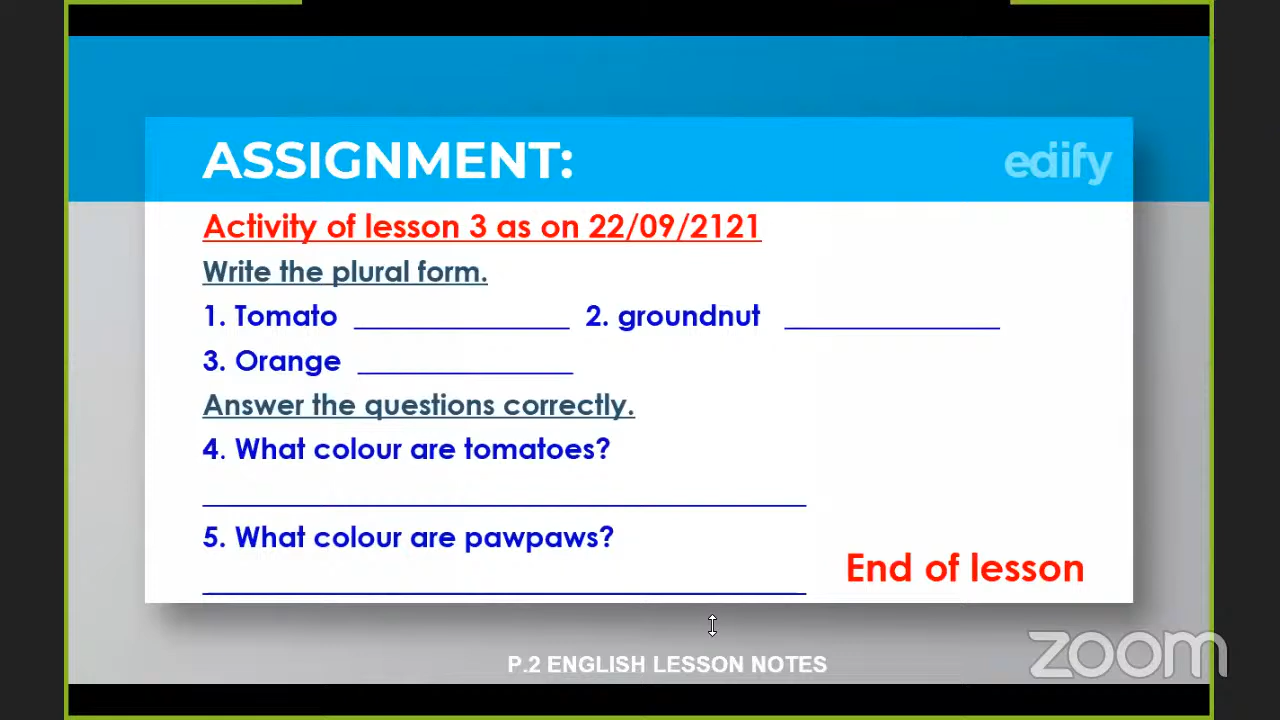 ASSIGNMENT:
edify
Activity of lesson 3 as on 22/09/2121
Write the plural form.
1. Tomato ______________ 2. groundnut ______________
3. Orange ______________
Answer the questions correctly.
4. What colour are tomatoes?
_______________________________________
5. What colour are pawpaws?
_______________________________________
End of lesson
P.2 ENGLISH LESSON NOTES
zoom